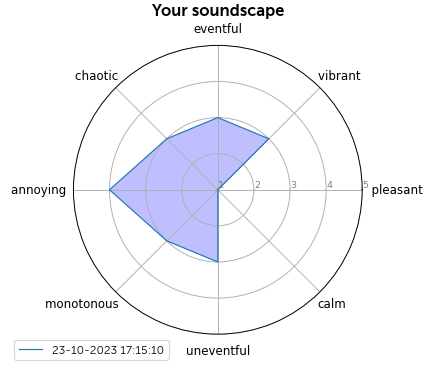 Your soundscape
eventful
chaotic
vibrant
annoying
1
2
3
4
5
pleasant
monotonous
calm
23-10-2023 17:15:10
uneventful